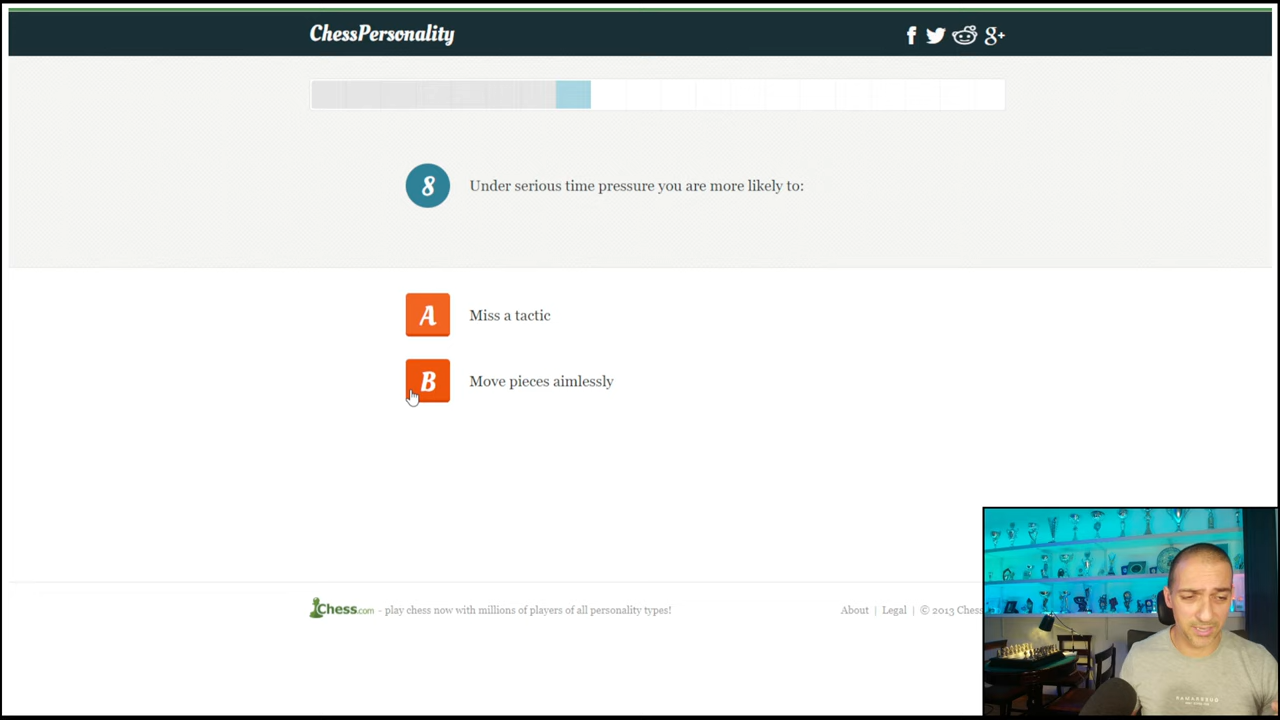 ChessPersonality
g+
8
Under serious time pressure you are more likely to:
A
Miss a tactic
B
Move pieces aimlessly
Chess.com - play chess now with millions of players of all personality types!
About | Legal | © 2013 Chess